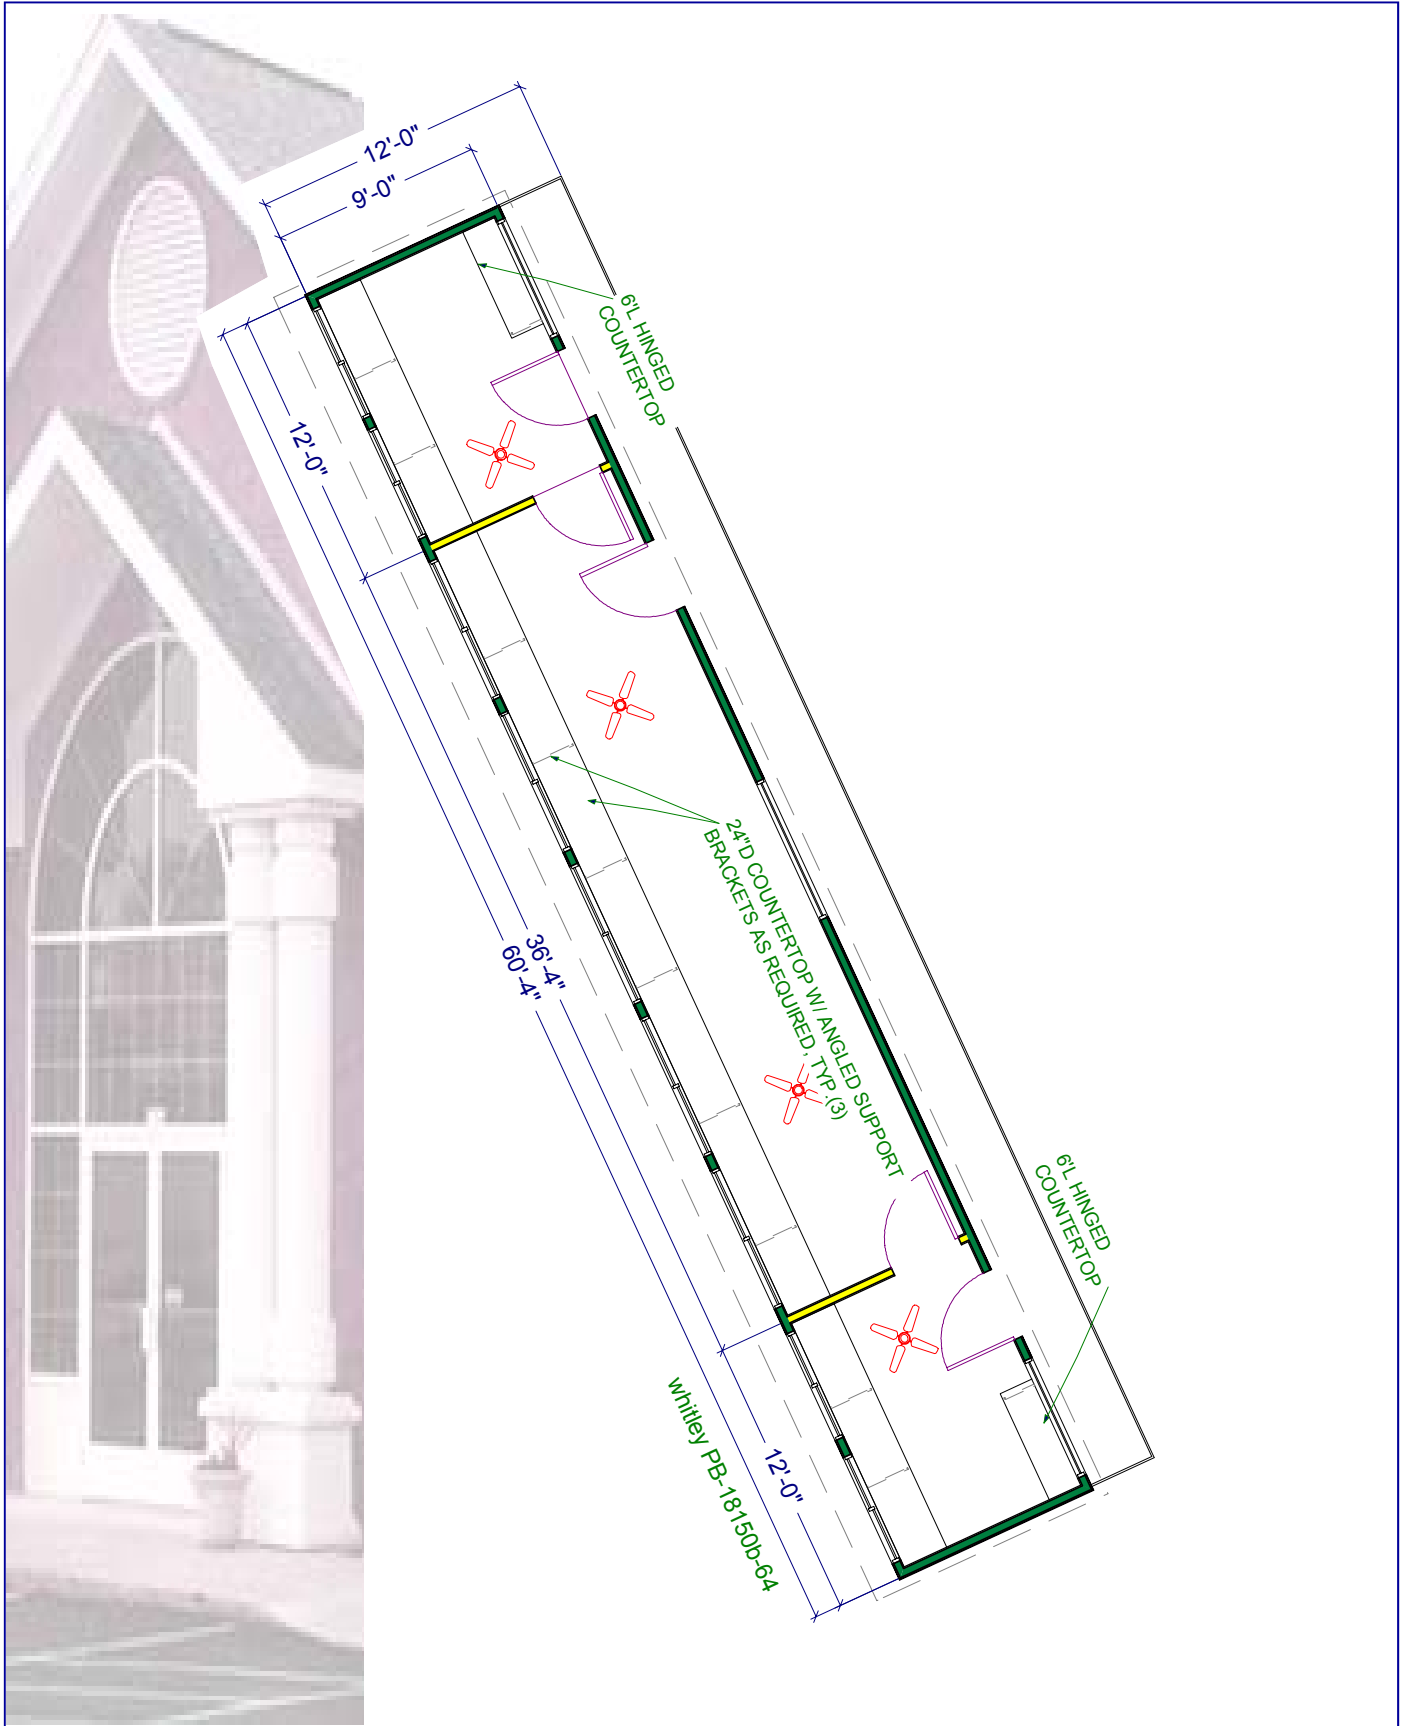 12'-0"
9'-0"
6'L HINGED
COUNTERTOP
12'-0"
36'-4"
60'-4"
24"D COUNTERTOP W/ ANGLED SUPPORT
BRACKETS AS REQUIRED, TYP.(3)
6'L HINGED
COUNTERTOP
12'-0"
whitley PB-18150b-64